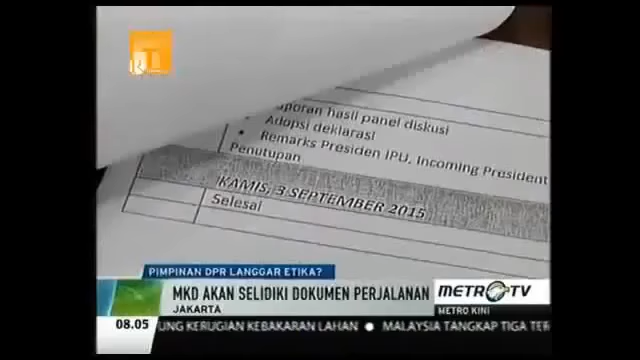 poran hasil panel diskusi
Adopsi deklarasi
Remarks Presiden IPU, Incoming President
Penutupan
KAMIS, 3 SEPTEMBER 2015
Selesai
PIMPINAN DPR LANGGAR ETIKA?
MKD AKAN SELIDIKI DOKUMEN PERJALANAN
JAKARTA
METRO TV
METRO KINI
08.05
UNG KERUGIAN KEBAKARAN LAHAN • MALAYSIA TANGKAP TIGA TER